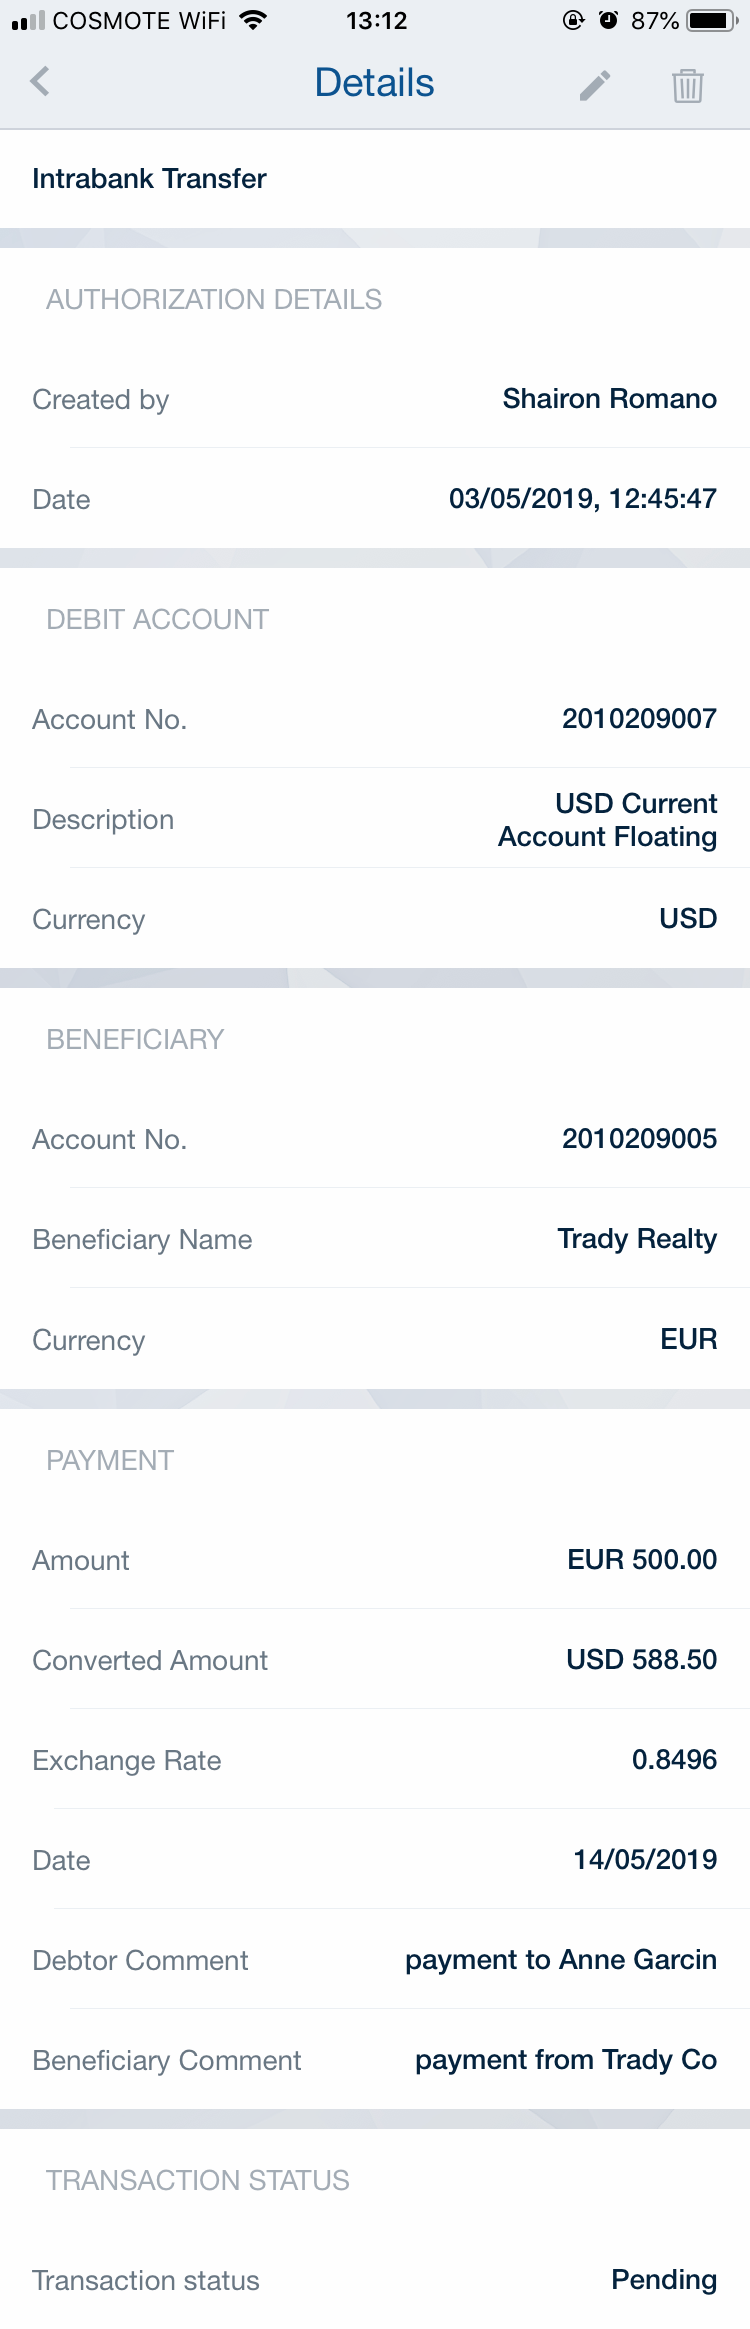 COSMOTE WiFi 13:12 87%
Details
Intrabank Transfer
AUTHORIZATION DETAILS
Created by Shairon Romano
Date 03/05/2019, 12:45:47
DEBIT ACCOUNT
Account No. 2010209007
Description USD Current
Account Floating
Currency USD
BENEFICIARY
Account No. 2010209005
Beneficiary Name Trady Realty
Currency EUR
PAYMENT
Amount EUR 500.00
Converted Amount USD 588.50
Exchange Rate 0.8496
Date 14/05/2019
Debtor Comment payment to Anne Garcin
Beneficiary Comment payment from Trady Co
TRANSACTION STATUS
Transaction status Pending